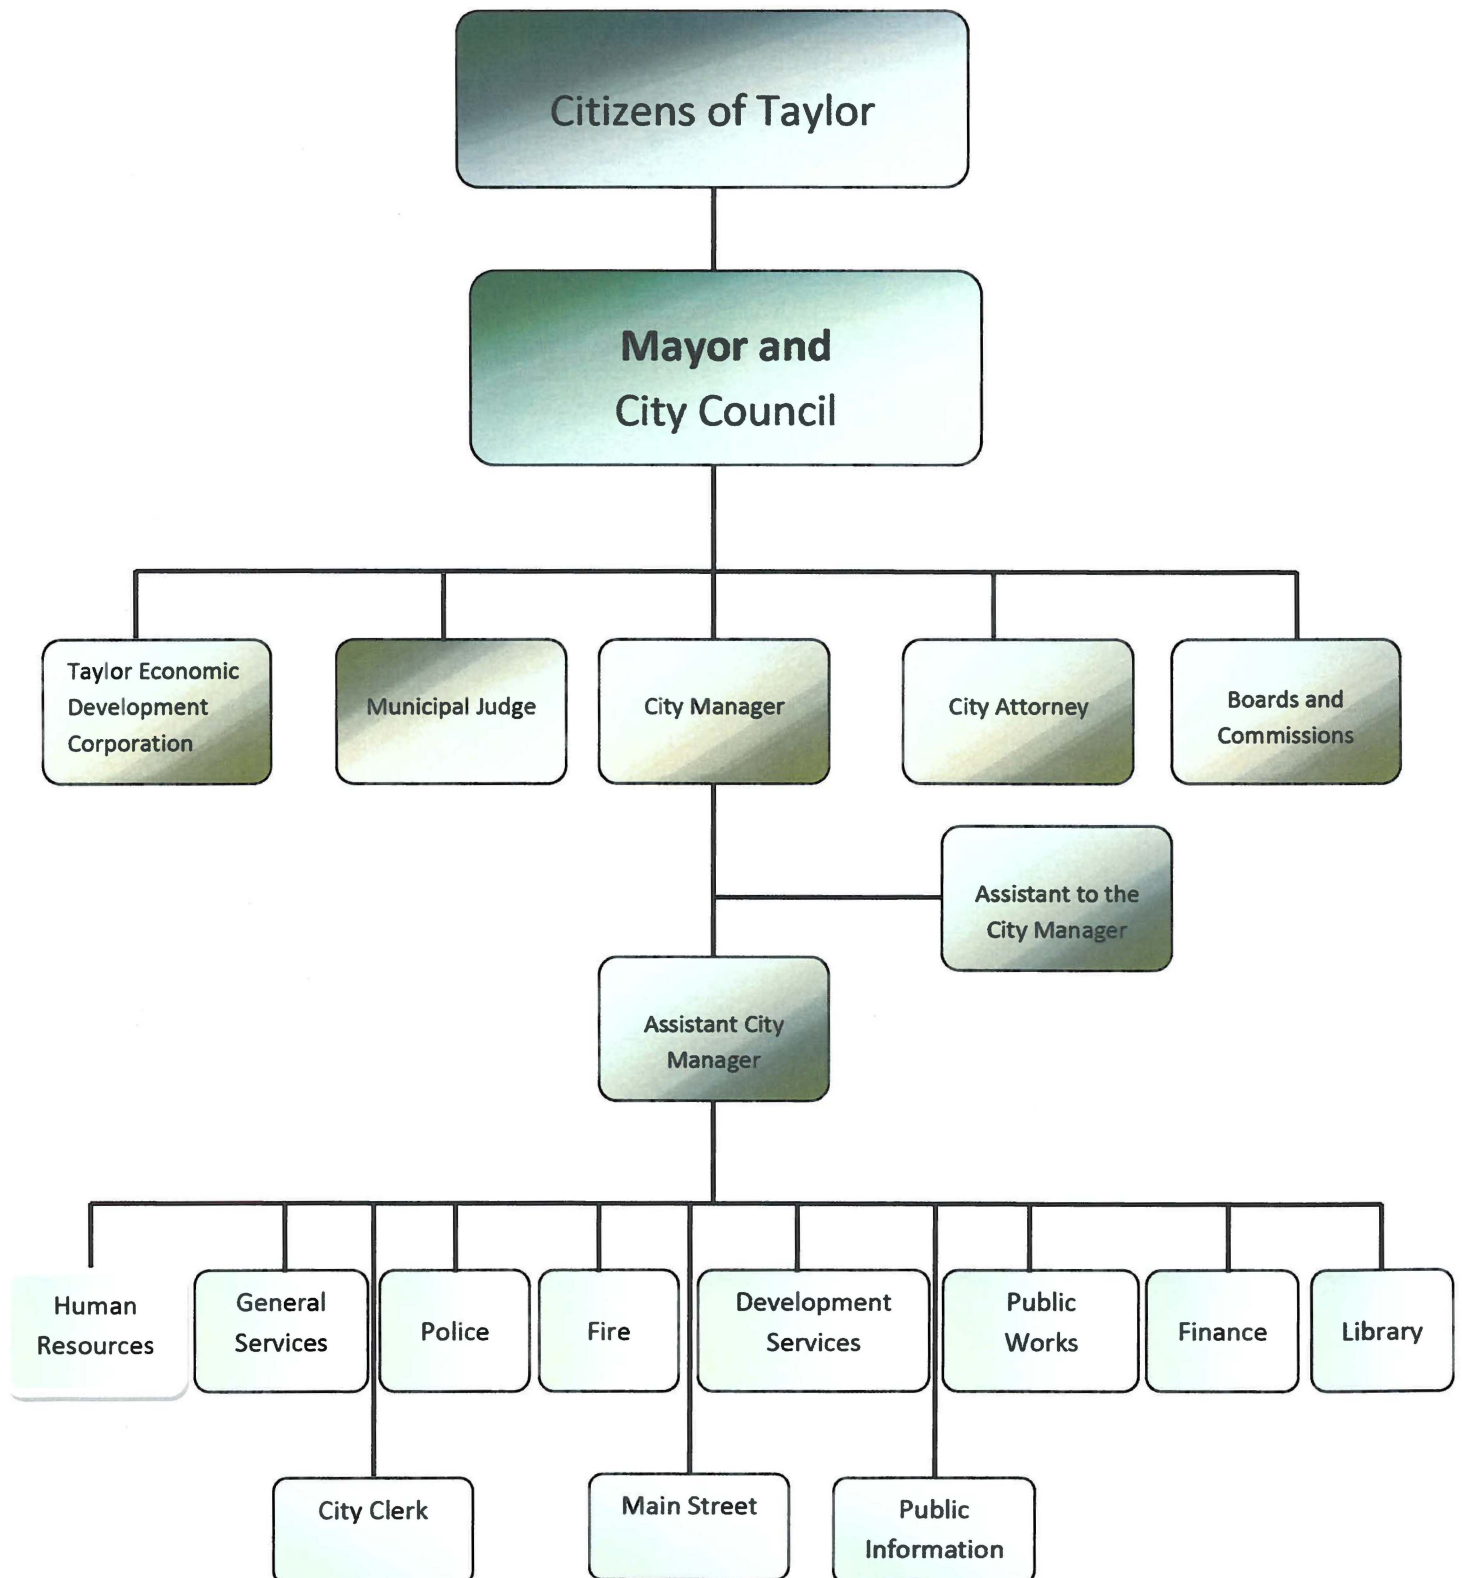 Citizens of Taylor
Mayor and
City Council
Taylor Economic
Development
Corporation
Municipal Judge
City Manager
City Attorney
Boards and
Commissions
Assistant to the
City Manager
Assistant City
Manager
Human
Resources
General
Services
Police
Fire
Development
Services
Public
Works
Finance
Library
City Clerk
Main Street
Public
Information